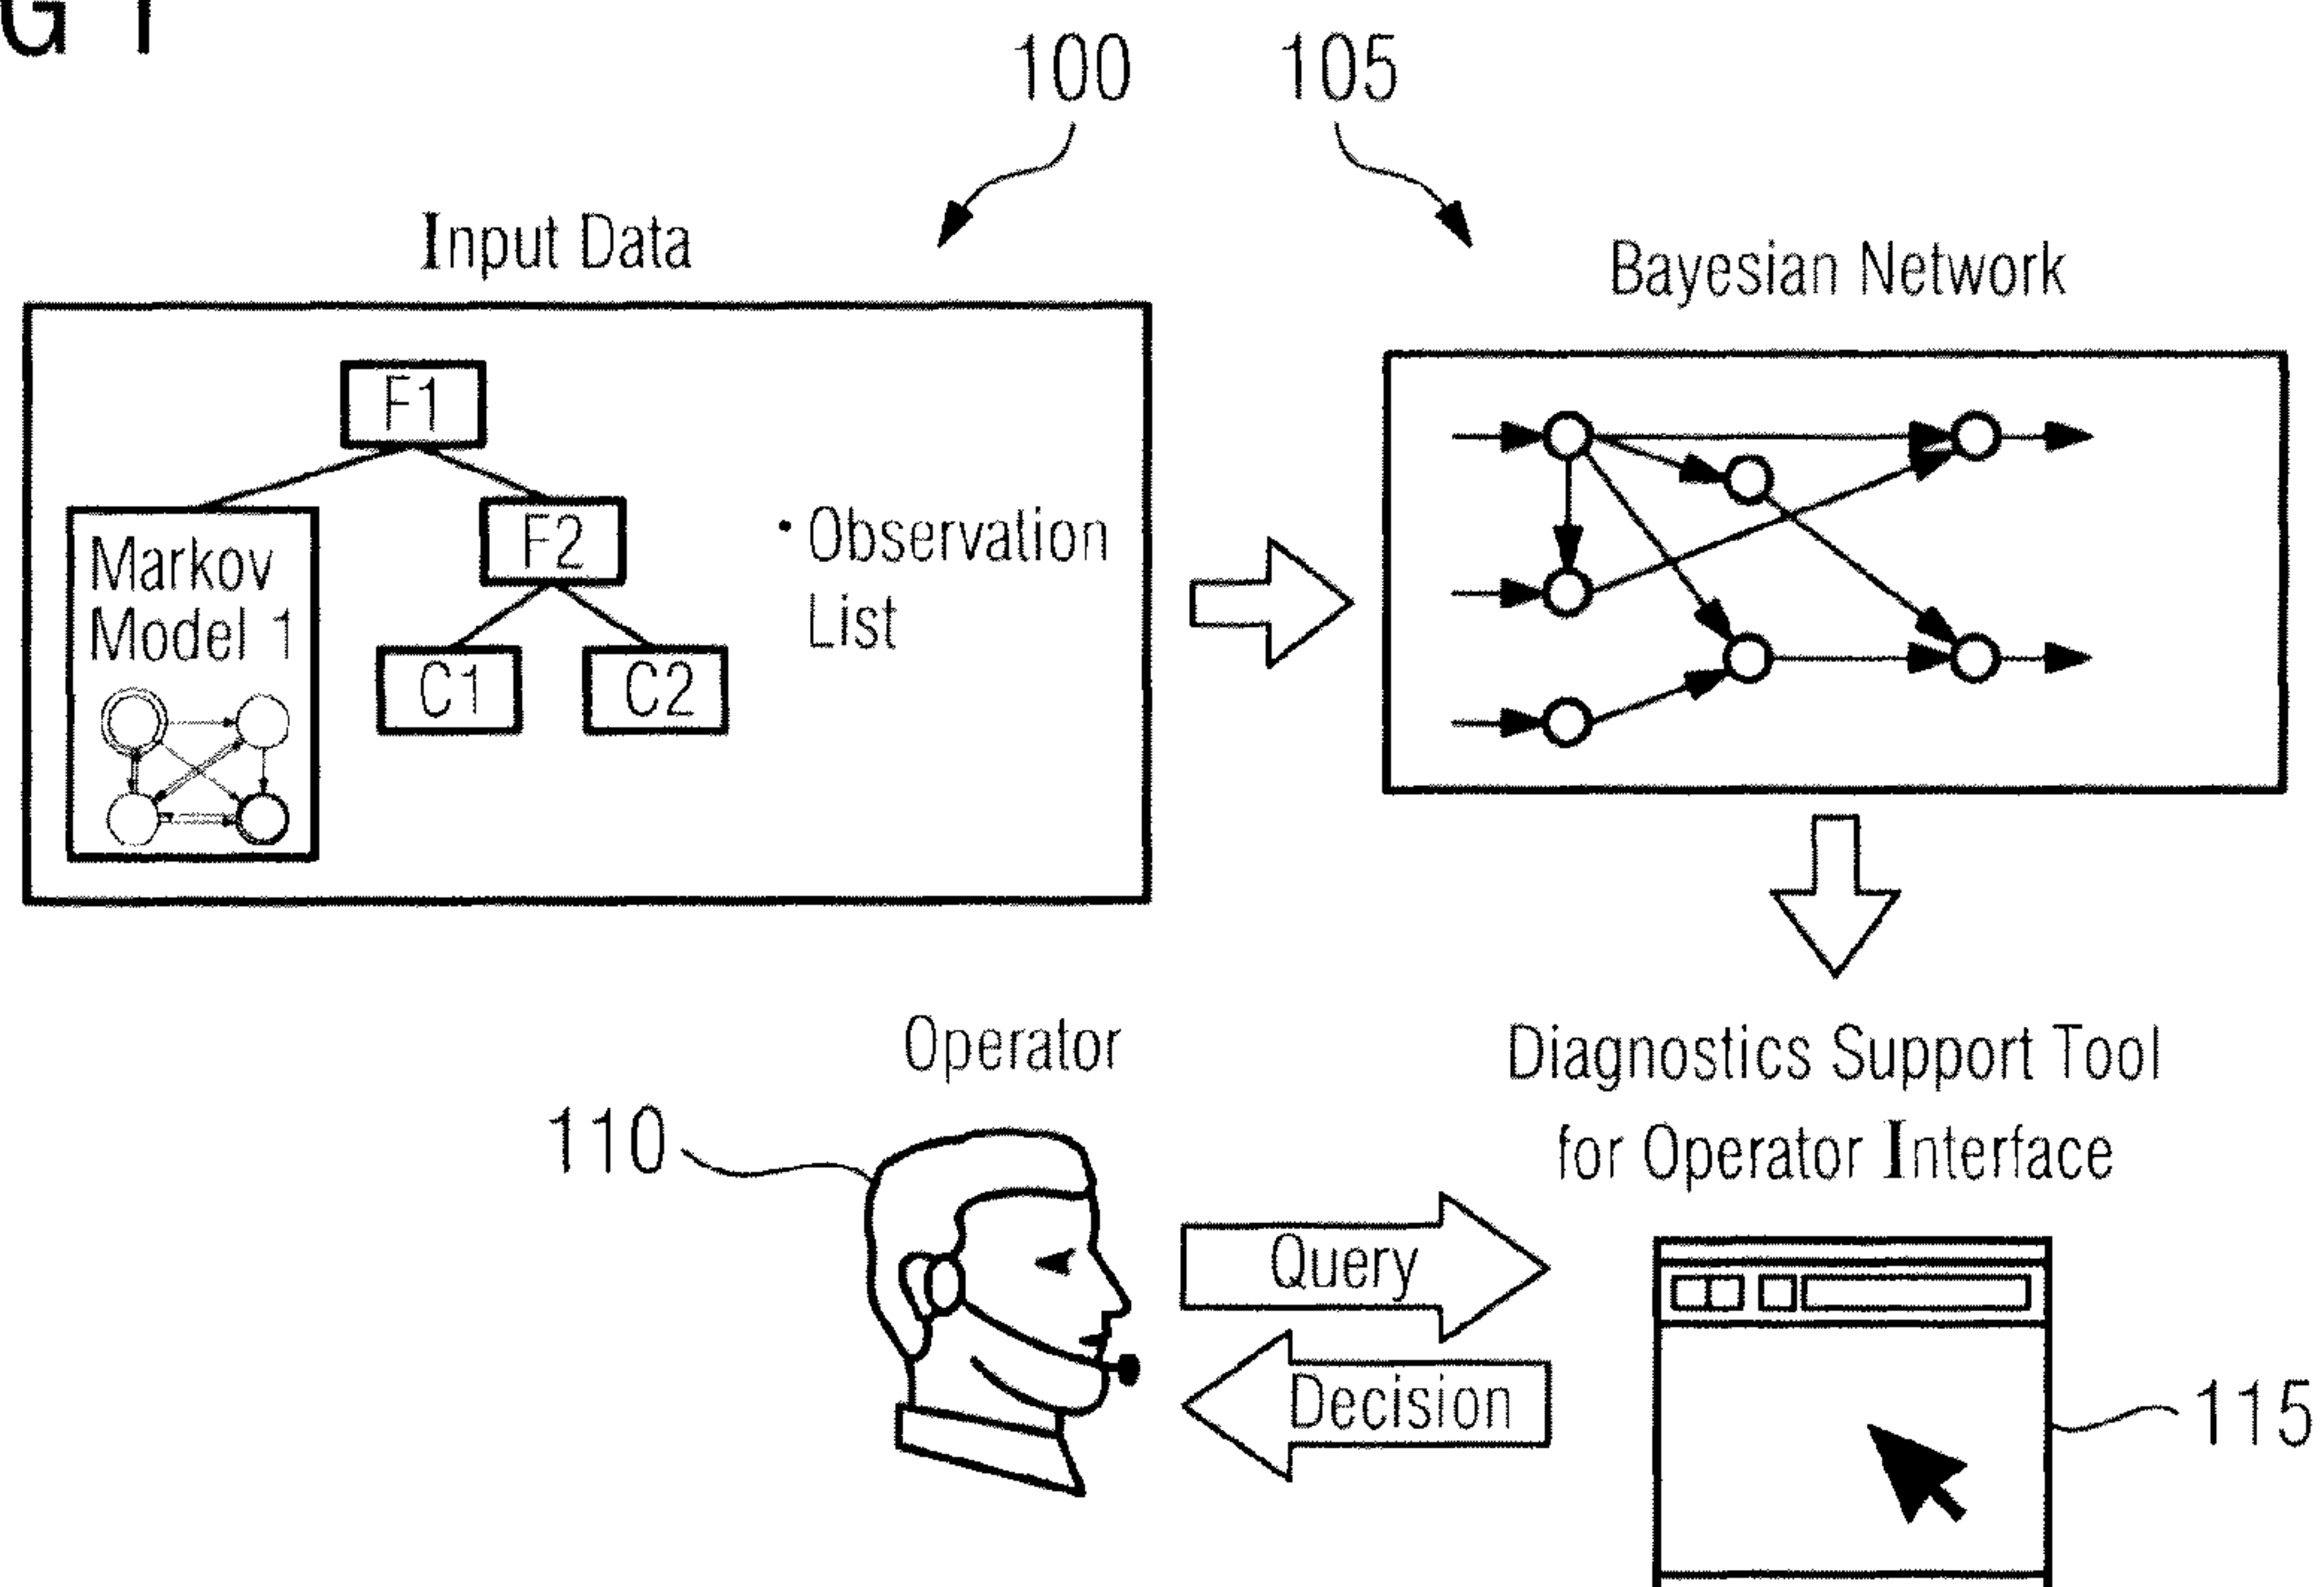 G 1
100
105
Input Data
Bayesian Network
F1
F2
Markov
Model 1
C1
C2
• Observation
List
Operator
110
Diagnostics Support Tool
for Operator Interface
Query
Decision
115